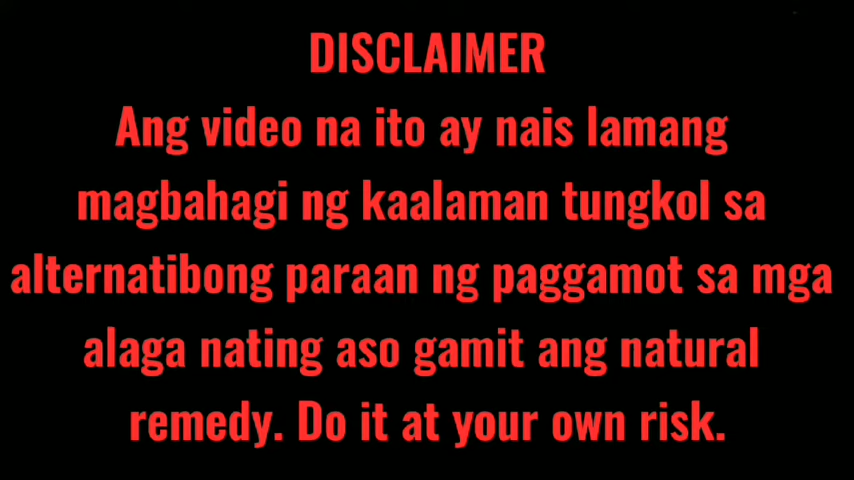 DISCLAIMER
Ang video na ito ay nais lamang
magbahagi ng kaalaman tungkol sa
alternatibong paraan ng paggamot sa mga
alaga nating aso gamit ang natural
remedy. Do it at your own risk.